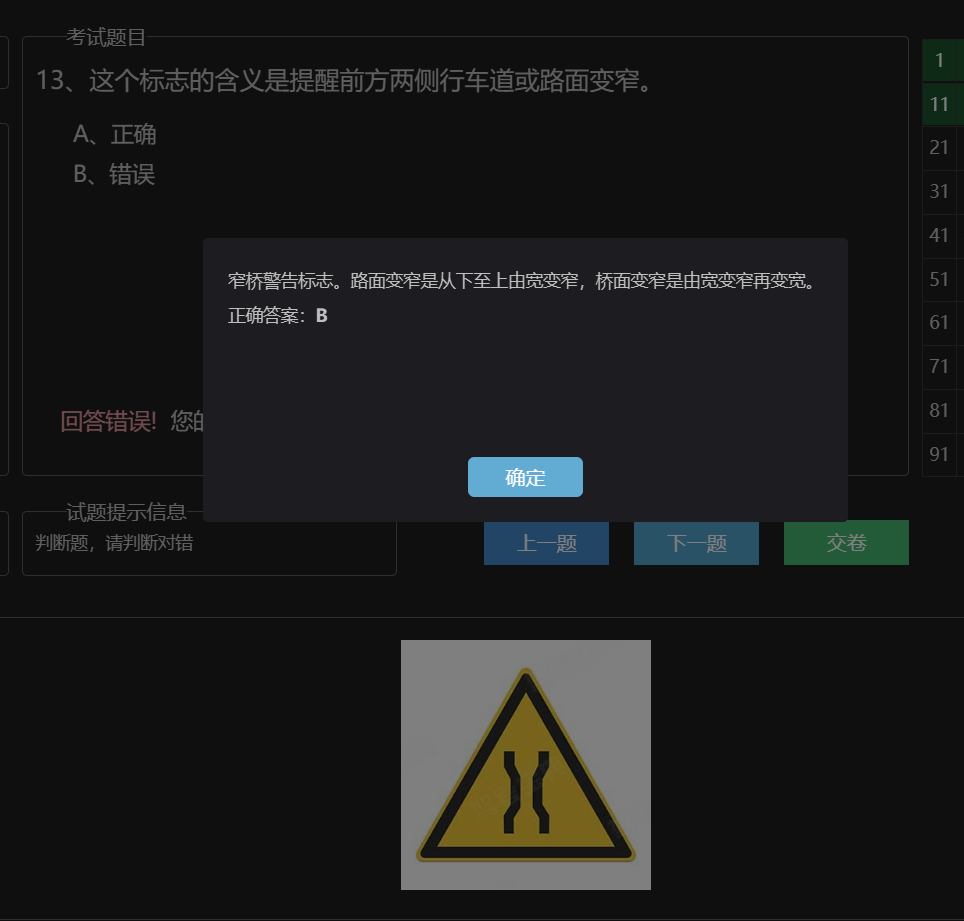 考试题目
13、这个标志的含义是提醒前方两侧行车道或路面变窄。
A、正确
B、错误
窄桥警告标志。路面变窄是从下至上由宽变窄，桥面变窄是由宽变窄再变宽。
正确答案：B
确定
回答错误! 您的
试题提示信息
判断题，请判断对错
上一题
下一题
交卷
1
11
21
31
41
51
61
71
81
91